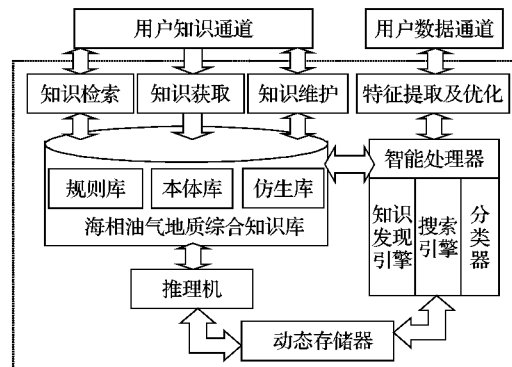 用户知识通道
用户数据通道
知识检索
知识获取
知识维护
特征提取及优化
规则库
本体库
仿生库
海相油气地质综合知识库
智能处理器
知识
发现
引擎
搜索
引擎
分
类
器
推理机
动态存储器